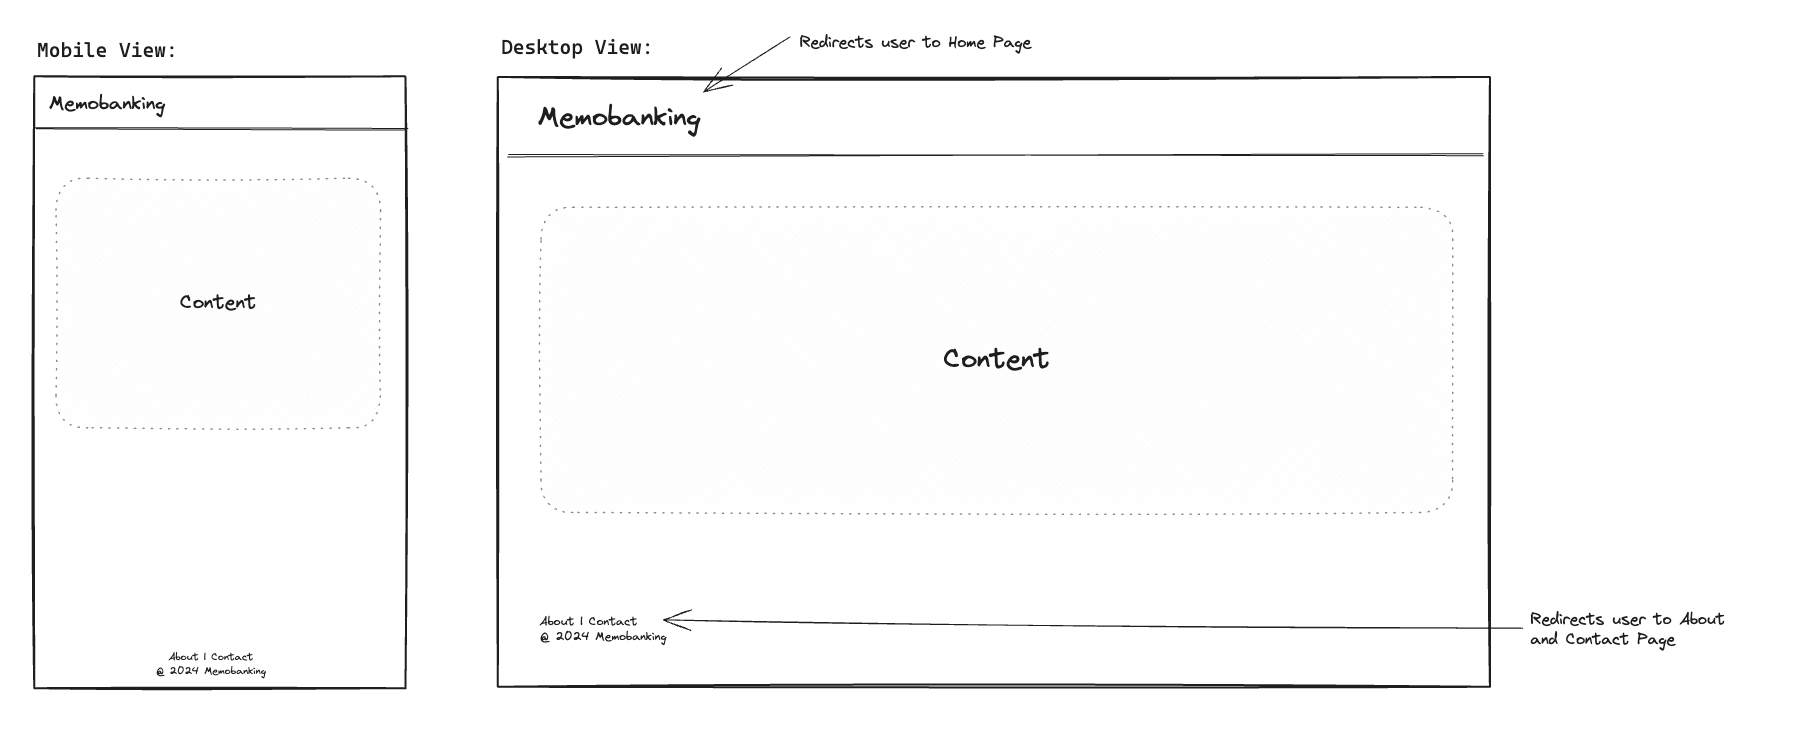 Mobile View:
Memobanking
Content
About | Contact
@ 2024 Memobanking
Desktop View:
Redirects user to Home Page
Memobanking
Content
About | Contact
@ 2024 Memobanking
Redirects user to About
and Contact Page